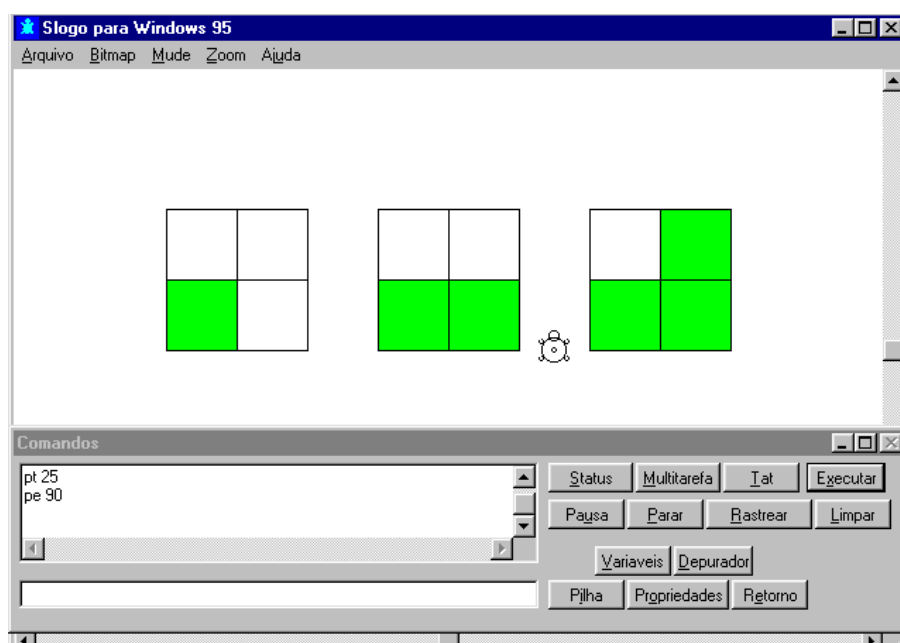 Slogo para Windows 95
Arquivo Bitmap Mude Zoom Ajuda
Comandos
pt 25
pe 90
Status Multitarefa Tat Executar
Pausa Parar Rastrear Limpar
Variaveis Depurador
Pilha Propriedades Retorno